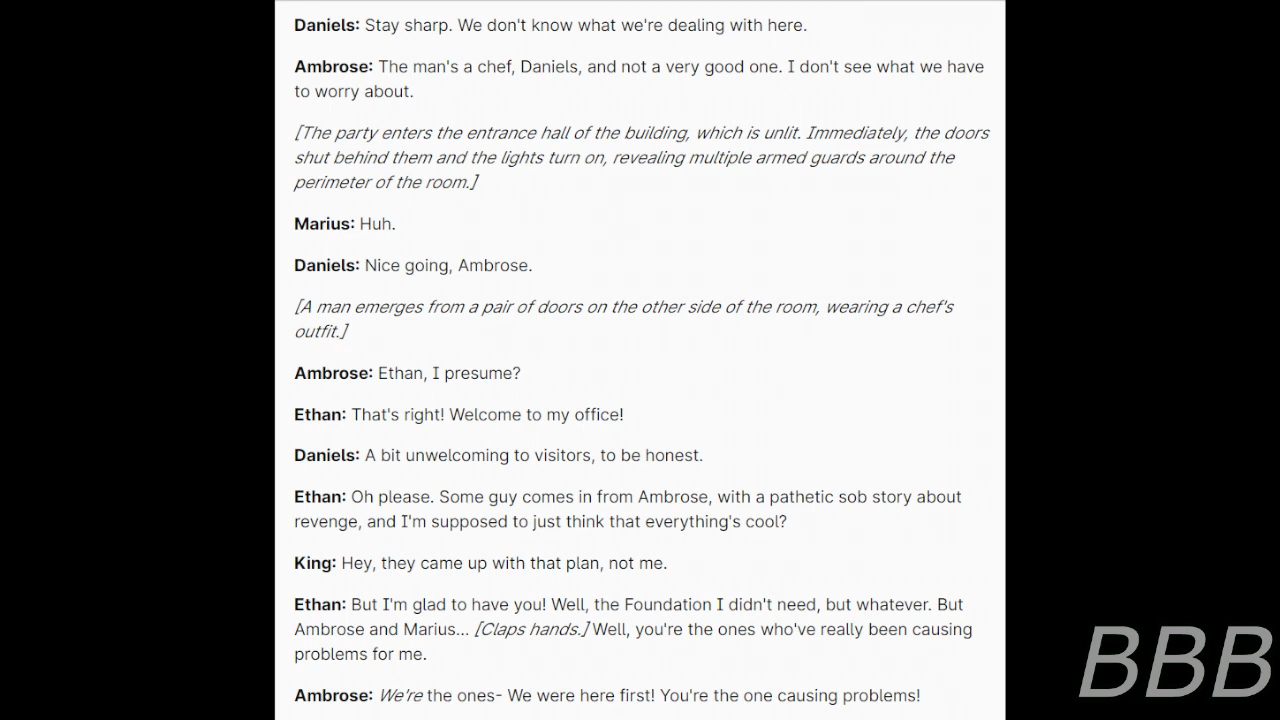 Daniels: Stay sharp. We don't know what we're dealing with here.
Ambrose: The man's a chef, Daniels, and not a very good one. I don't see what we have
to worry about.
[The party enters the entrance hall of the building, which is unlit. Immediately, the doors
shut behind them and the lights turn on, revealing multiple armed guards around the
perimeter of the room.]
Marius: Huh.
Daniels: Nice going, Ambrose.
[A man emerges from a pair of doors on the other side of the room, wearing a chef's
outfit.]
Ambrose: Ethan, I presume?
Ethan: That's right! Welcome to my office!
Daniels: A bit unwelcoming to visitors, to be honest.
Ethan: Oh please. Some guy comes in from Ambrose, with a pathetic sob story about
revenge, and I'm supposed to just think that everything's cool?
King: Hey, they came up with that plan, not me.
Ethan: But I'm glad to have you! Well, the Foundation I didn't need, but whatever. But
Ambrose and Marius... [Claps hands.] Well, you're the ones who've really been causing
problems for me.
Ambrose: We're the ones- We were here first! You're the one causing problems!
BBB